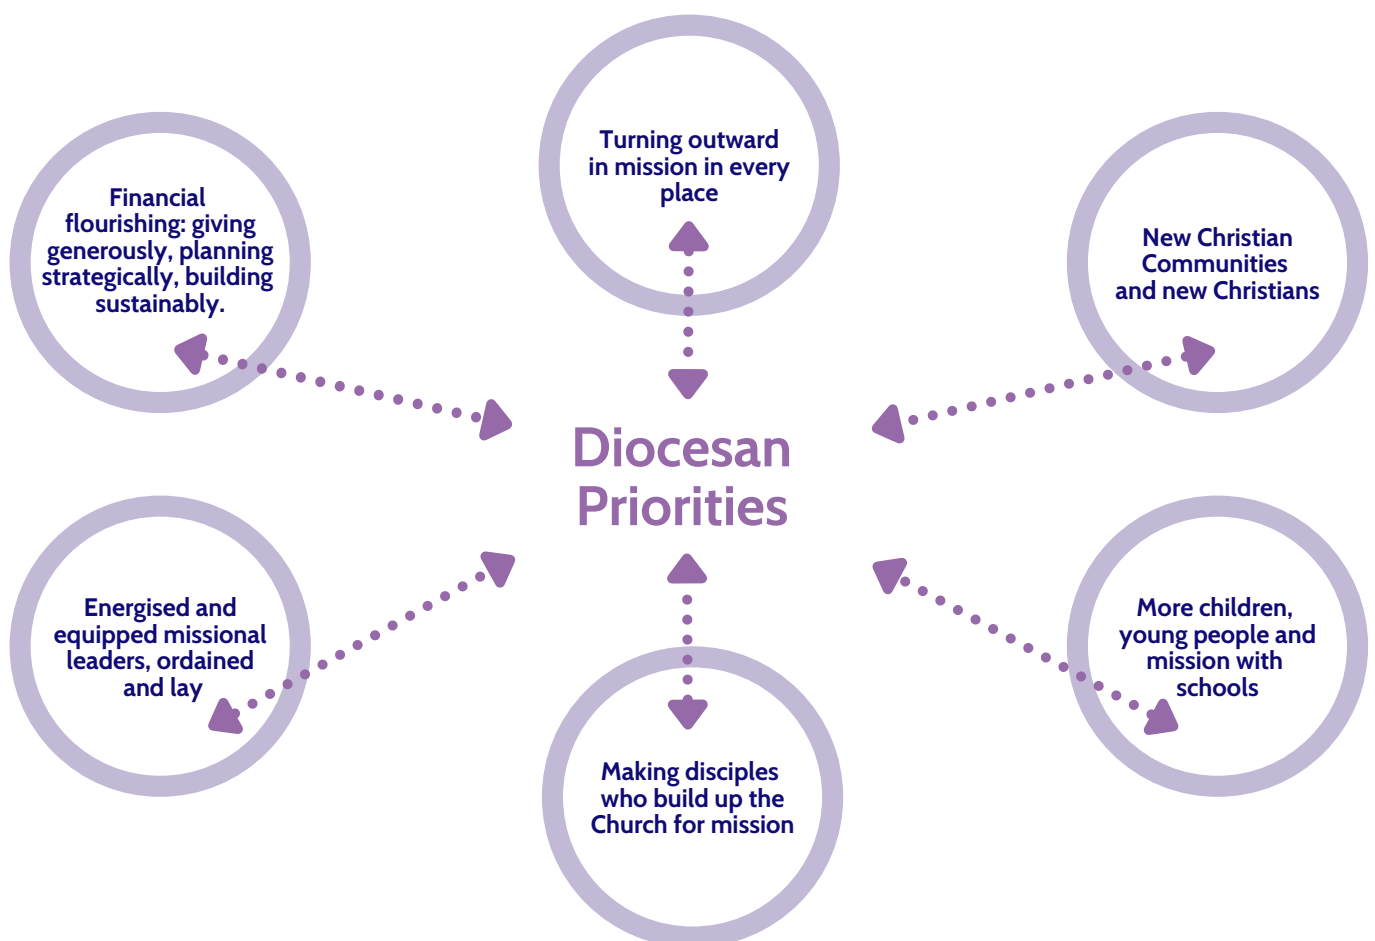 Turning outward
in mission in every
place
Financial
flourishing: giving
generously, planning
strategically, building
sustainably.
New Christian
Communities
and new Christians
Diocesan
Priorities
Energised and
equipped missional
leaders, ordained
and lay
More children,
young people and
mission with
schools
Making disciples
who build up the
Church for mission